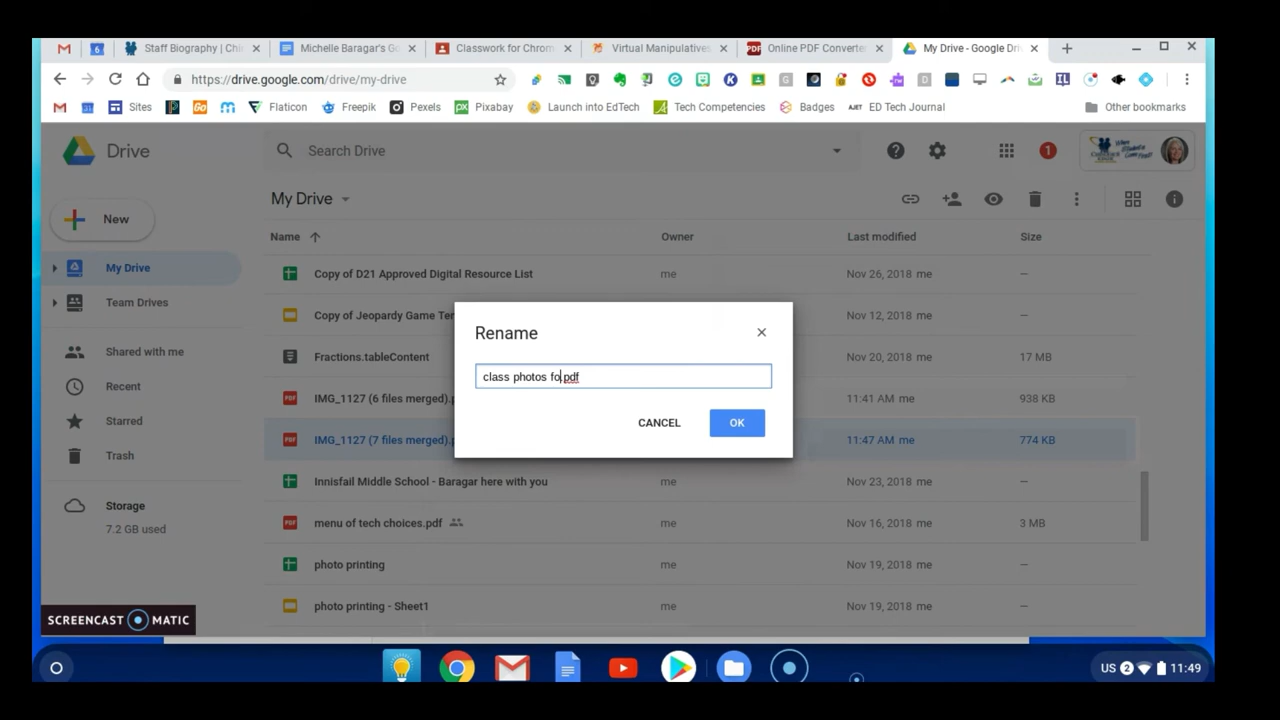 Staff Biography | Chi
Michelle Baragar's Go
Classwork for Chrom
Virtual Manipulatives
PDF
Online PDF Converte
My Drive - Google Dri
https://drive.google.com/drive/my-drive
Sites
Flaticon
Freepik
Pexels
Pixabay
Launch into EdTech
Tech Competencies
Badges
AJET
ED Tech Journal
Other bookmarks
Drive
Search Drive
1
New
My Drive
Name
Owner
Last modified
Size
My Drive
Team Drives
Shared with me
Recent
Starred
Trash
Storage
7.2 GB used
Copy of D21 Approved Digital Resource List
me
Nov 26, 2018 me
—
Copy of Jeopardy Game Te
Nov 12, 2018 me
—
Fractions.tableContent
Nov 20, 2018 me
17 MB
IMG_1127 (6 files merged).p
11:41 AM me
938 KB
IMG_1127 (7 files merged).p
11:47 AM me
774 KB
Innisfail Middle School - Baragar here with you
me
Nov 23, 2018 me
—
menu of tech choices.pdf
me
Nov 16, 2018 me
3 MB
photo printing
me
Nov 19, 2018 me
—
photo printing - Sheet1
me
Nov 19, 2018 me
—
Rename
class photos fo.pdf
CANCEL
OK
SCREENCAST MATIC
US 2 11:49